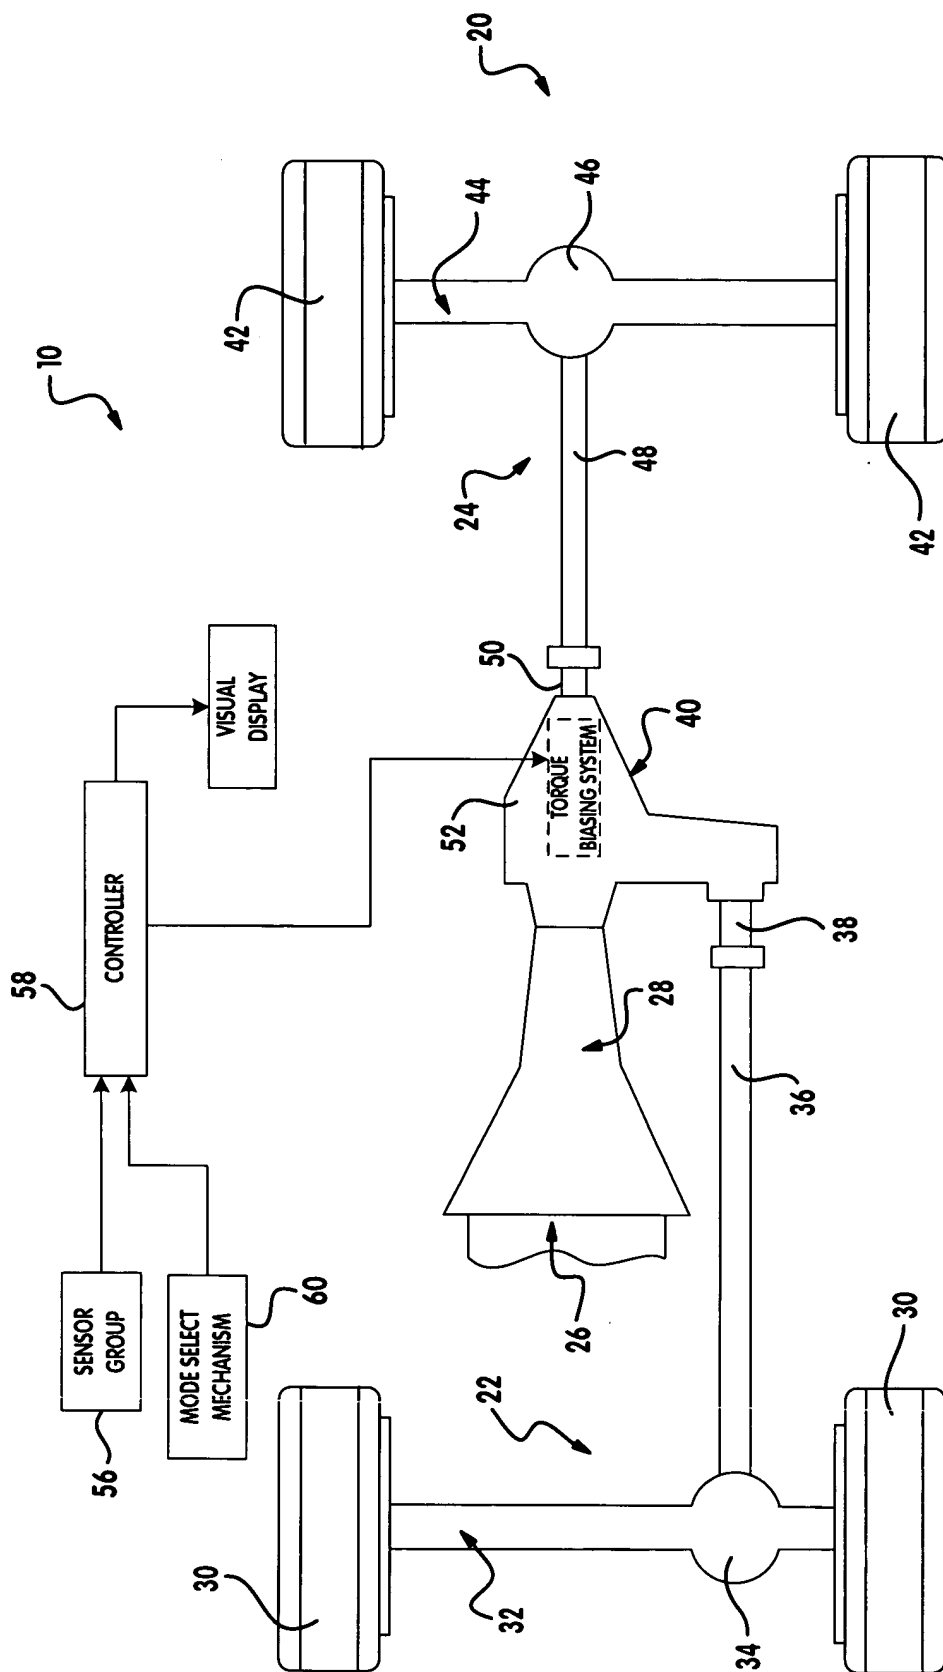 58
10
SENSOR
GROUP
56
CONTROLLER
MODE SELECT
MECHANISM
60
VISUAL
DISPLAY
30
42
22
52
50
24
44
20
32
TORQUE
BIASING SYSTEM
26
46
28
40
48
34
36
38
30
42